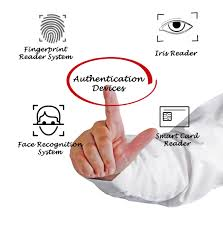 Fingerprint
Reader System
Iris Reader
Authentication
Devices
Face Recognition
System
Smart Card
Reader